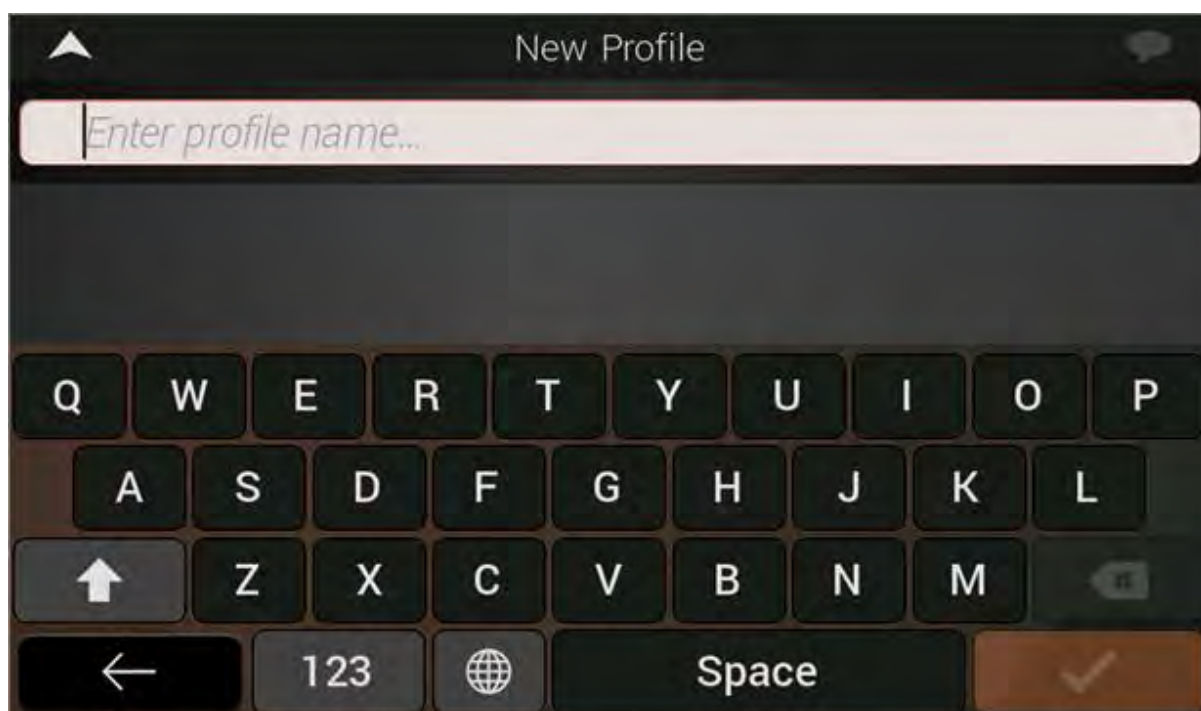 New Profile
Enter profile name...
Q W E R T Y U I O P
A S D F G H J K L
Z X C V B N M
123 Space